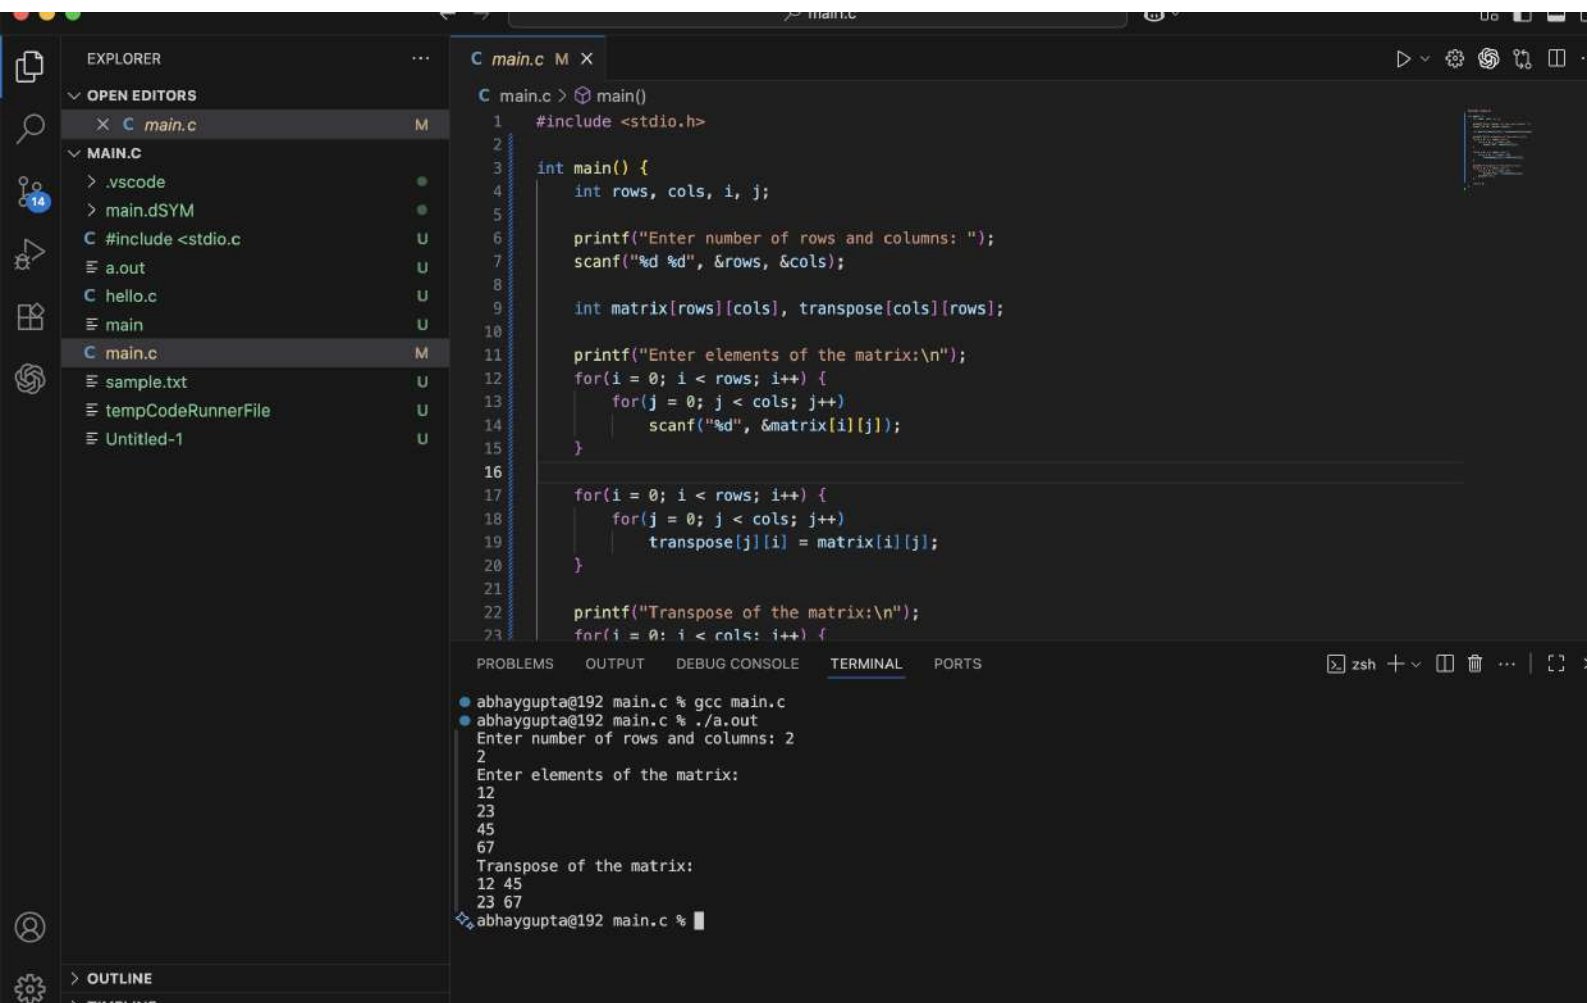 main.c
EXPLORER
OPEN EDITORS
main.c M
MAIN.C
.vscode
main.dSYM
C #include <stdio.c U
a.out U
C hello.c U
main U
C main.c M
sample.txt U
tempCodeRunnerFile U
Untitled-1 U
14
OUTLINE
C main.c M
C main.c > main()
1 #include <stdio.h>
2
3 int main() {
4 int rows, cols, i, j;
5
6 printf("Enter number of rows and columns: ");
7 scanf("%d %d", &rows, &cols);
8
9 int matrix[rows][cols], transpose[cols][rows];
10
11 printf("Enter elements of the matrix:\n");
12 for(i = 0; i < rows; i++) {
13 for(j = 0; j < cols; j++)
14 scanf("%d", &matrix[i][j]);
15 }
16
17 for(i = 0; i < rows; i++) {
18 for(j = 0; j < cols; j++)
19 transpose[j][i] = matrix[i][j];
20 }
21
22 printf("Transpose of the matrix:\n");
23 for(i = 0; i < cols; i++) {
PROBLEMS OUTPUT DEBUG CONSOLE TERMINAL PORTS
zsh
abhaygupta@192 main.c % gcc main.c
abhaygupta@192 main.c % ./a.out
Enter number of rows and columns: 2
2
Enter elements of the matrix:
12
23
45
67
Transpose of the matrix:
12 45
23 67
abhaygupta@192 main.c %